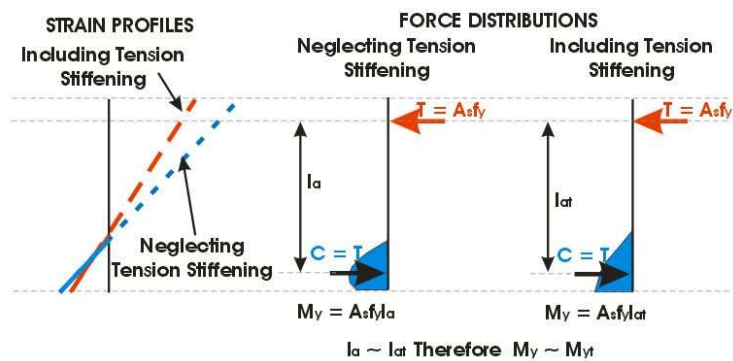 STRAIN PROFILES
Including Tension
Stiffening
Neglecting
Tension Stiffening
FORCE DISTRIBUTIONS
Neglecting Tension
Stiffening
T = Asfy
la
C = T
My = Asfyla
Including Tension
Stiffening
T = Asfy
lat
C = T
My = Asfylat
la ~ lat Therefore My ~ Myt